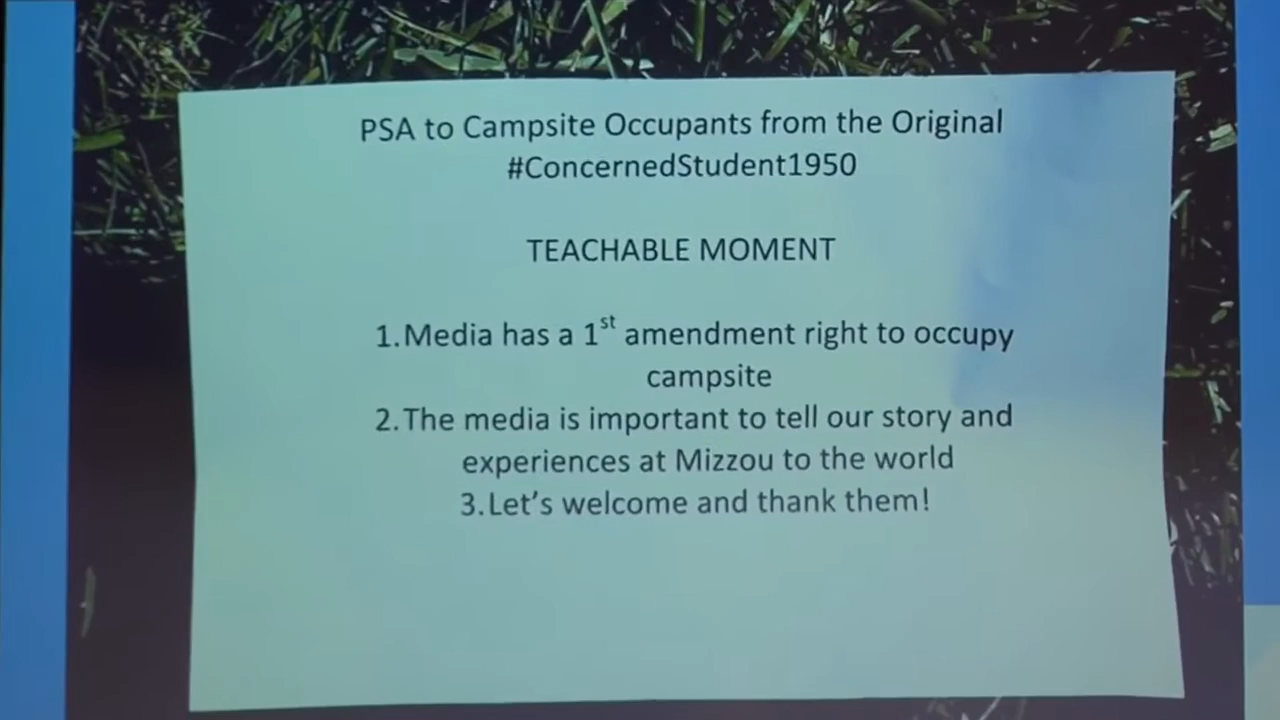 PSA to Campsite Occupants from the Original
#ConcernedStudent1950
TEACHABLE MOMENT
1. Media has a 1st amendment right to occupy
campsite
2. The media is important to tell our story and
experiences at Mizzou to the world
3. Let's welcome and thank them!